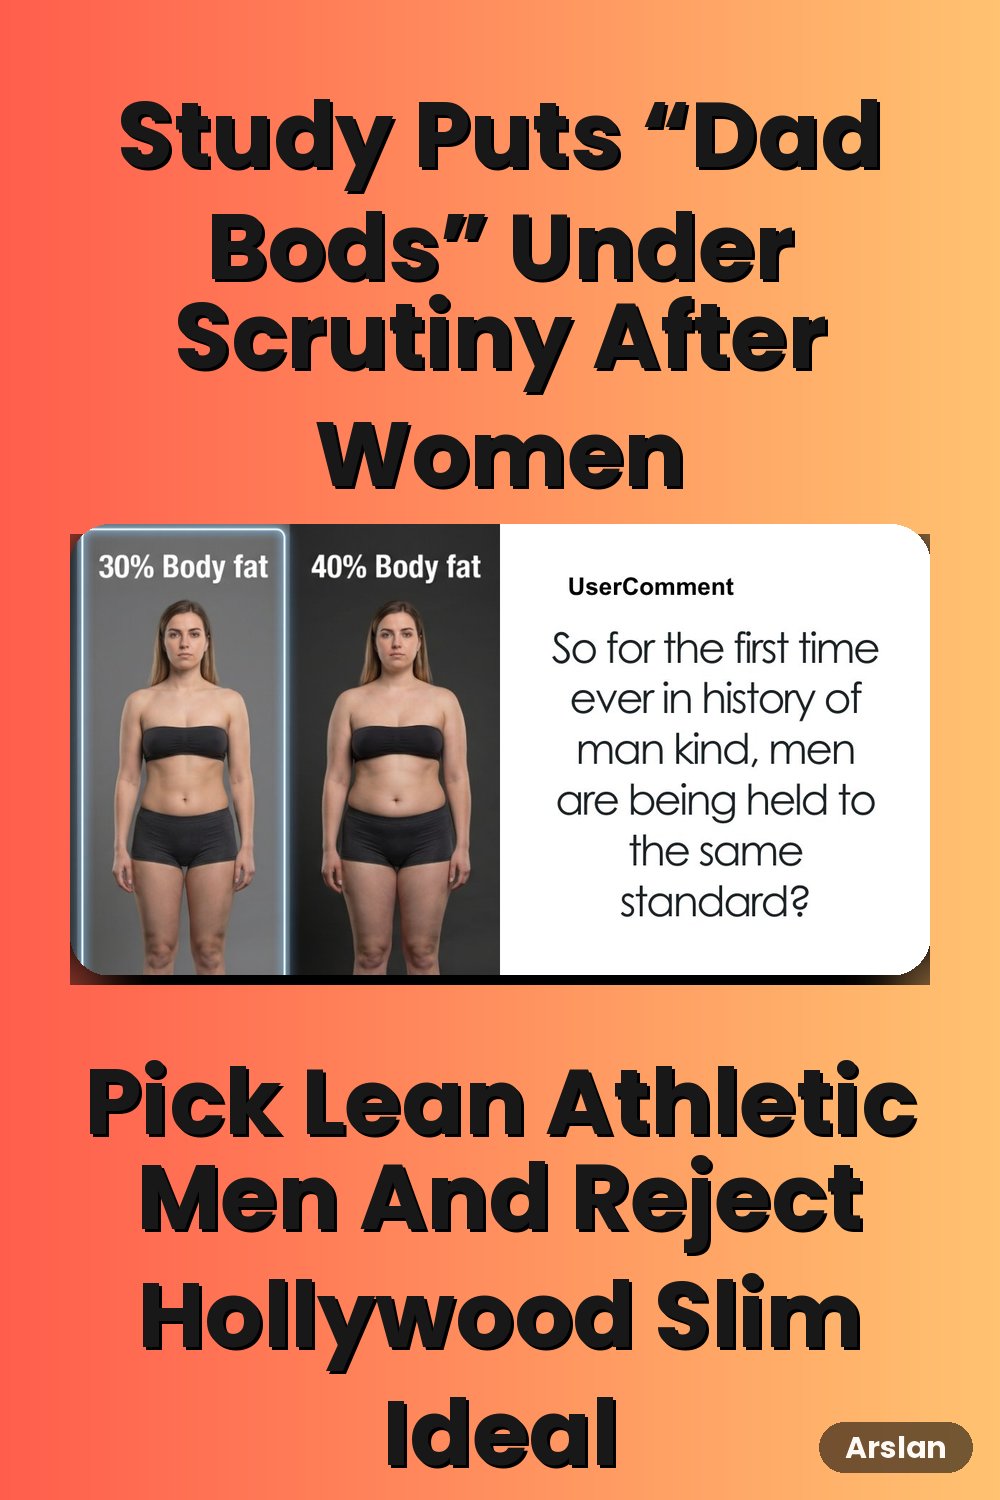 Study Puts “Dad
Bods” Under
Scrutiny After
Women
30% Body fat
40% Body fat
UserComment
So for the first time
ever in history of
man kind, men
are being held to
the same
standard?
Pick Lean Athletic
Men And Reject
Hollywood Slim
Ideal
Arslan